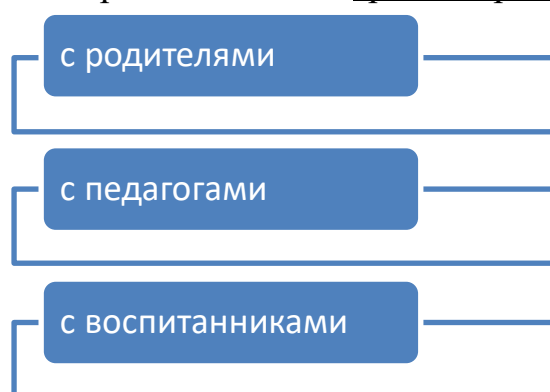 с родителями
с педагогами
с воспитанниками